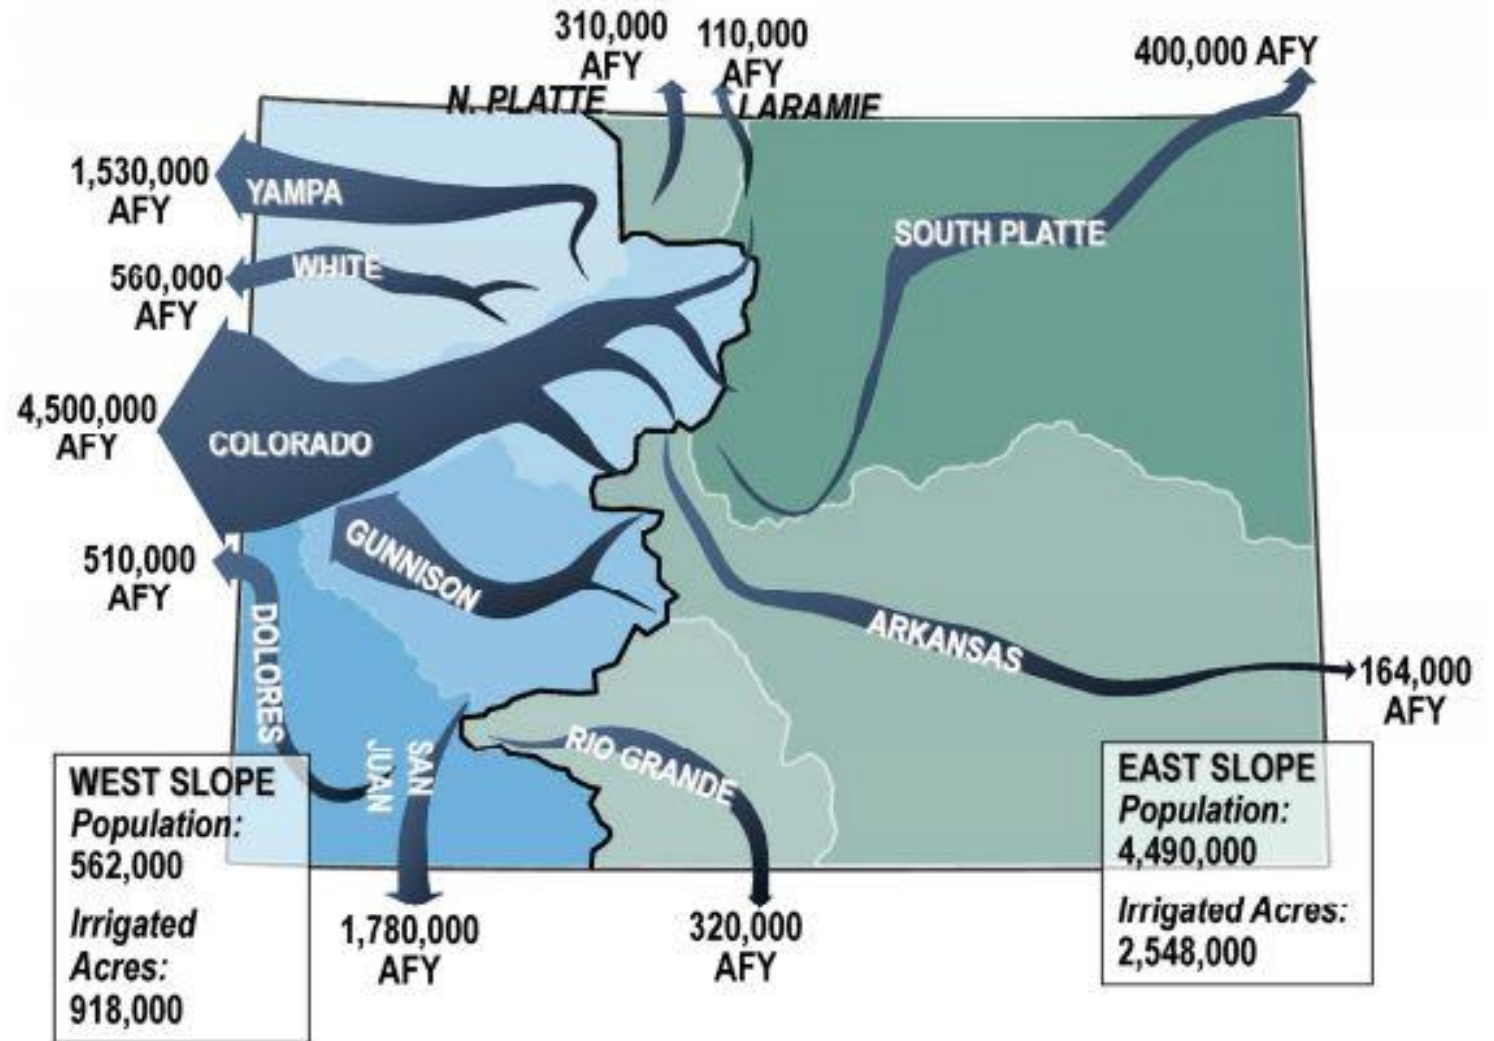 310,000
AFY
110,000
AFY
400,000 AFY
N. PLATTE
LARAMIE
1,530,000
AFY
YAMPA
SOUTH PLATTE
560,000
AFY
WHITE
4,500,000
AFY
COLORADO
510,000
AFY
GUNNISON
DOLORES
ARKANSAS
164,000
AFY
SAN
JUAN
RIO GRANDE
WEST SLOPE
Population:
562,000
Irrigated
Acres:
918,000
EAST SLOPE
Population:
4,490,000
Irrigated Acres:
2,548,000
1,780,000
AFY
320,000
AFY